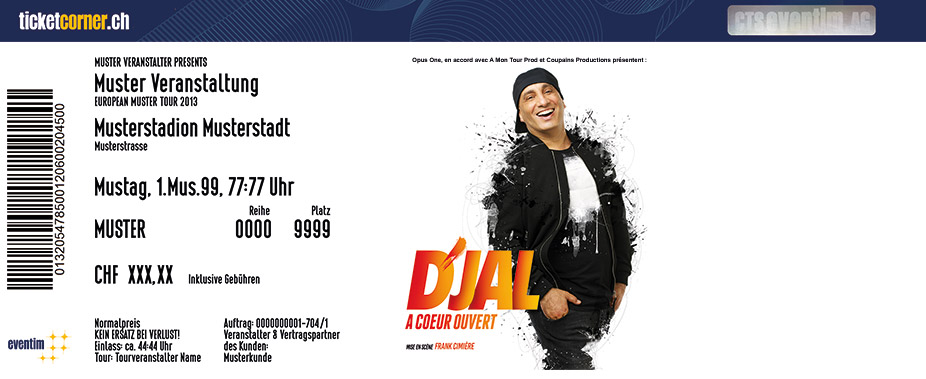 ticketcorner.ch
CTS eventim AG
MUSTER VERANSTALTER PRESENTS
Muster Veranstaltung
EUROPEAN MUSTER TOUR 2013
Musterstadion Musterstadt
Musterstrasse
Mustag, 1.Mus.99, 77:77 Uhr
Reihe Platz
MUSTER 0000 9999
CHF XXX,XX Inklusive Gebühren
Normalpreis
KEIN ERSATZ BEI VERLUST!
Einlass: ca. 44:44 Uhr
Tour: Tourveranstalter Name
Auftrag: 0000000001-704/1
Veranstalter & Vertragspartner
des Kunden:
Musterkunde
013205478500120600204500
eventim
Opus One, en accord avec A Mon Tour Prod et Coupains Productions présentent :
D'JAL
A COEUR OUVERT
MISE EN SCÈNE FRANK CIMIÈRE